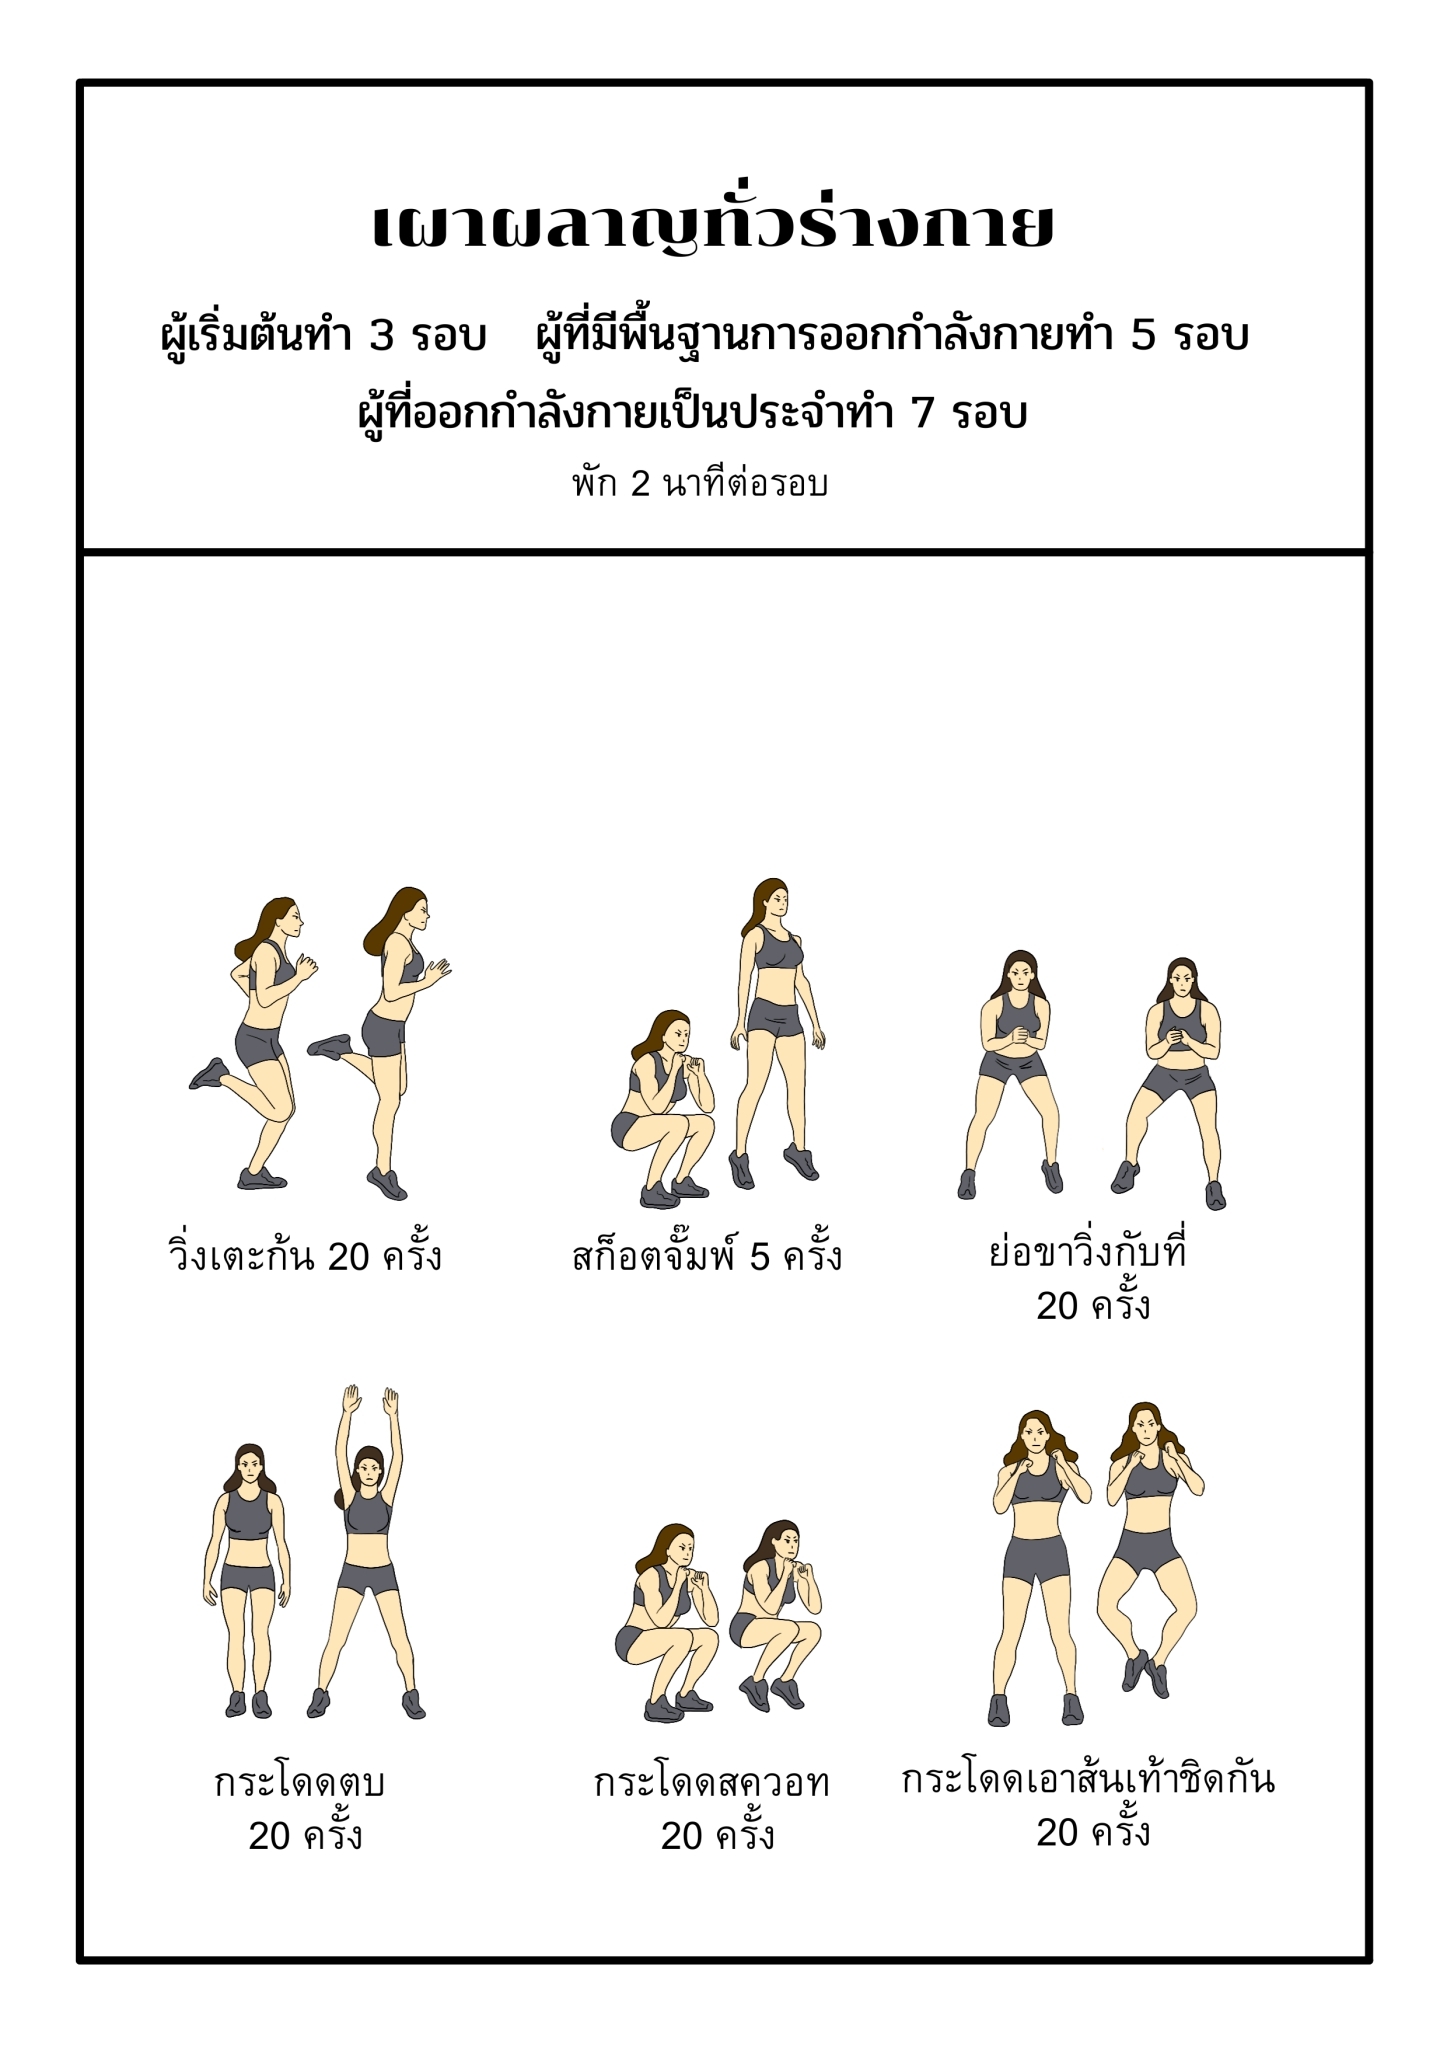 เผาผลาญทั่วร่างกาย
ผู้เริ่มต้นทำ 3 รอบ ผู้ที่มีพื้นฐานการออกกำลังกายทำ 5 รอบ
ผู้ที่ออกกำลังกายเป็นประจำทำ 7 รอบ
พัก 2 นาทีต่อรอบ
วิ่งเตะก้น 20 ครั้ง
สก็อตจั๊มพ์ 5 ครั้ง
ย่อขาวิ่งกับที่
20 ครั้ง
กระโดดตบ
20 ครั้ง
กระโดดสควอท
20 ครั้ง
กระโดดเอาส้นเท้าชิดกัน
20 ครั้ง